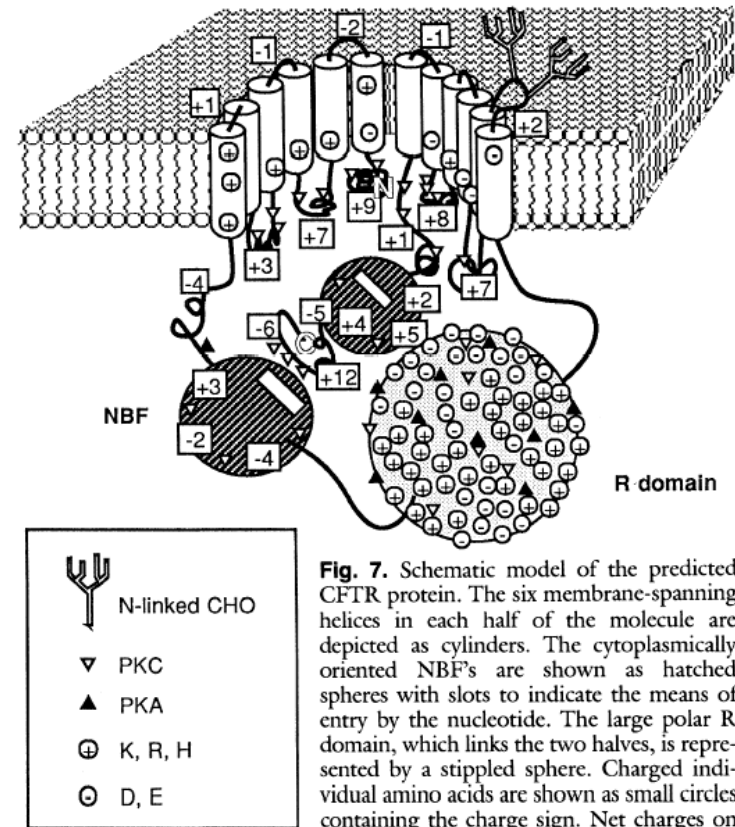 -2
-1
-1
+1
+2
N
+9
+8
+7
+1
+3
-4
+7
+2
-5
-6
+4
+5
C
+12
+3
NBF
-2
-4
R domain
N-linked CHO
PKC
PKA
K, R, H
D, E
Fig. 7. Schematic model of the predicted
CFTR protein. The six membrane-spanning
helices in each half of the molecule are
depicted as cylinders. The cytoplasmically
oriented NBF's are shown as hatched
spheres with slots to indicate the means of
entry by the nucleotide. The large polar R
domain, which links the two halves, is repre-
sented by a stippled sphere. Charged indi-
vidual amino acids are shown as small circles
containing the charge sign. Net charges on